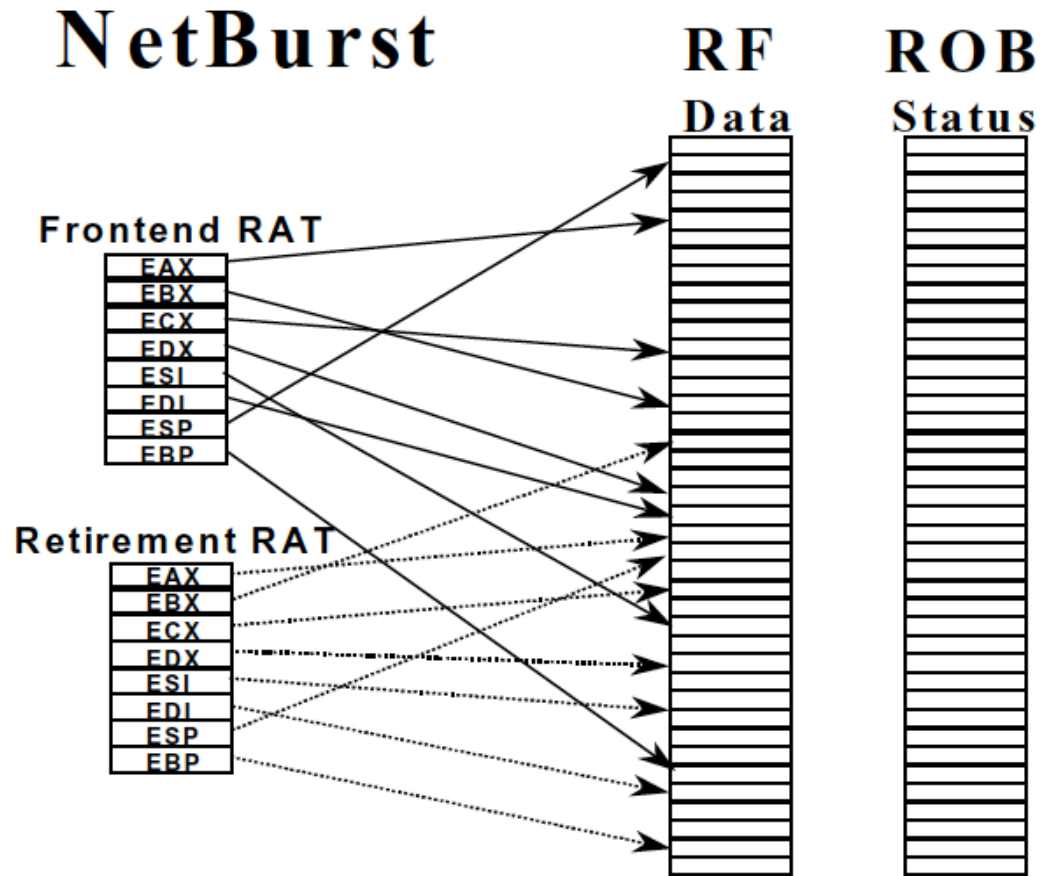 NetBurst
RF
Data
ROB
Status
Frontend RAT
EAX
EBX
ECX
EDX
ESI
EDI
ESP
EBP
Retirement RAT
EAX
EBX
ECX
EDX
ESI
EDI
ESP
EBP